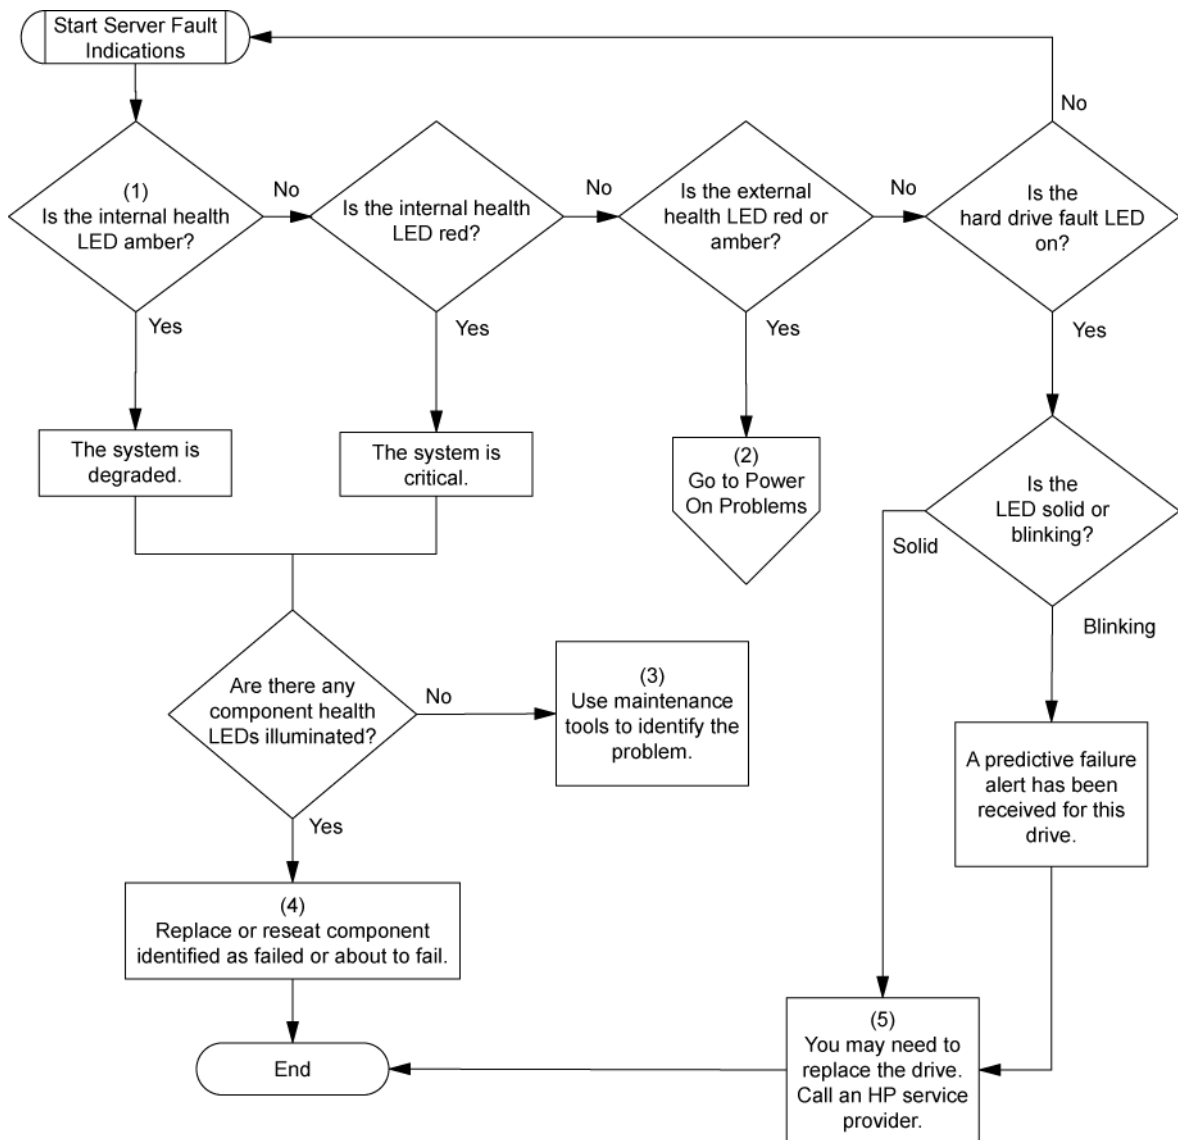 Start Server Fault
Indications
No
(1)
Is the internal health
LED amber?
No
Is the internal health
LED red?
No
Is the external
health LED red or
amber?
No
Is the
hard drive fault LED
on?
Yes
Yes
Yes
Yes
The system is
degraded.
The system is
critical.
(2)
Go to Power
On Problems
Is the
LED solid or
blinking?
Solid
Blinking
Are there any
component health
LEDs illuminated?
No
(3)
Use maintenance
tools to identify the
problem.
A predictive failure
alert has been
received for this
drive.
Yes
(4)
Replace or reseat component
identified as failed or about to fail.
End
(5)
You may need to
replace the drive.
Call an HP service
provider.